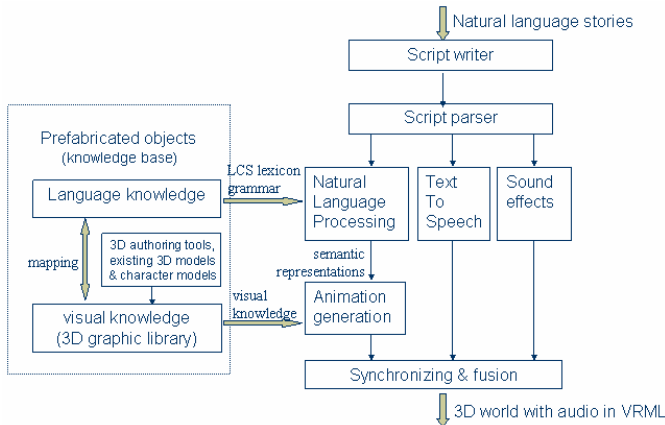 Natural language stories
Script writer
Script parser
Prefabricated objects
(knowledge base)
LCS lexicon
grammar
Language knowledge
Natural
Language
Processing
Text
To
Speech
Sound
effects
mapping
3D authoring tools,
existing 3D models
& character models
semantic
representations
visual
knowledge
Animation
generation
visual knowledge
(3D graphic library)
Synchronizing & fusion
3D world with audio in VRML